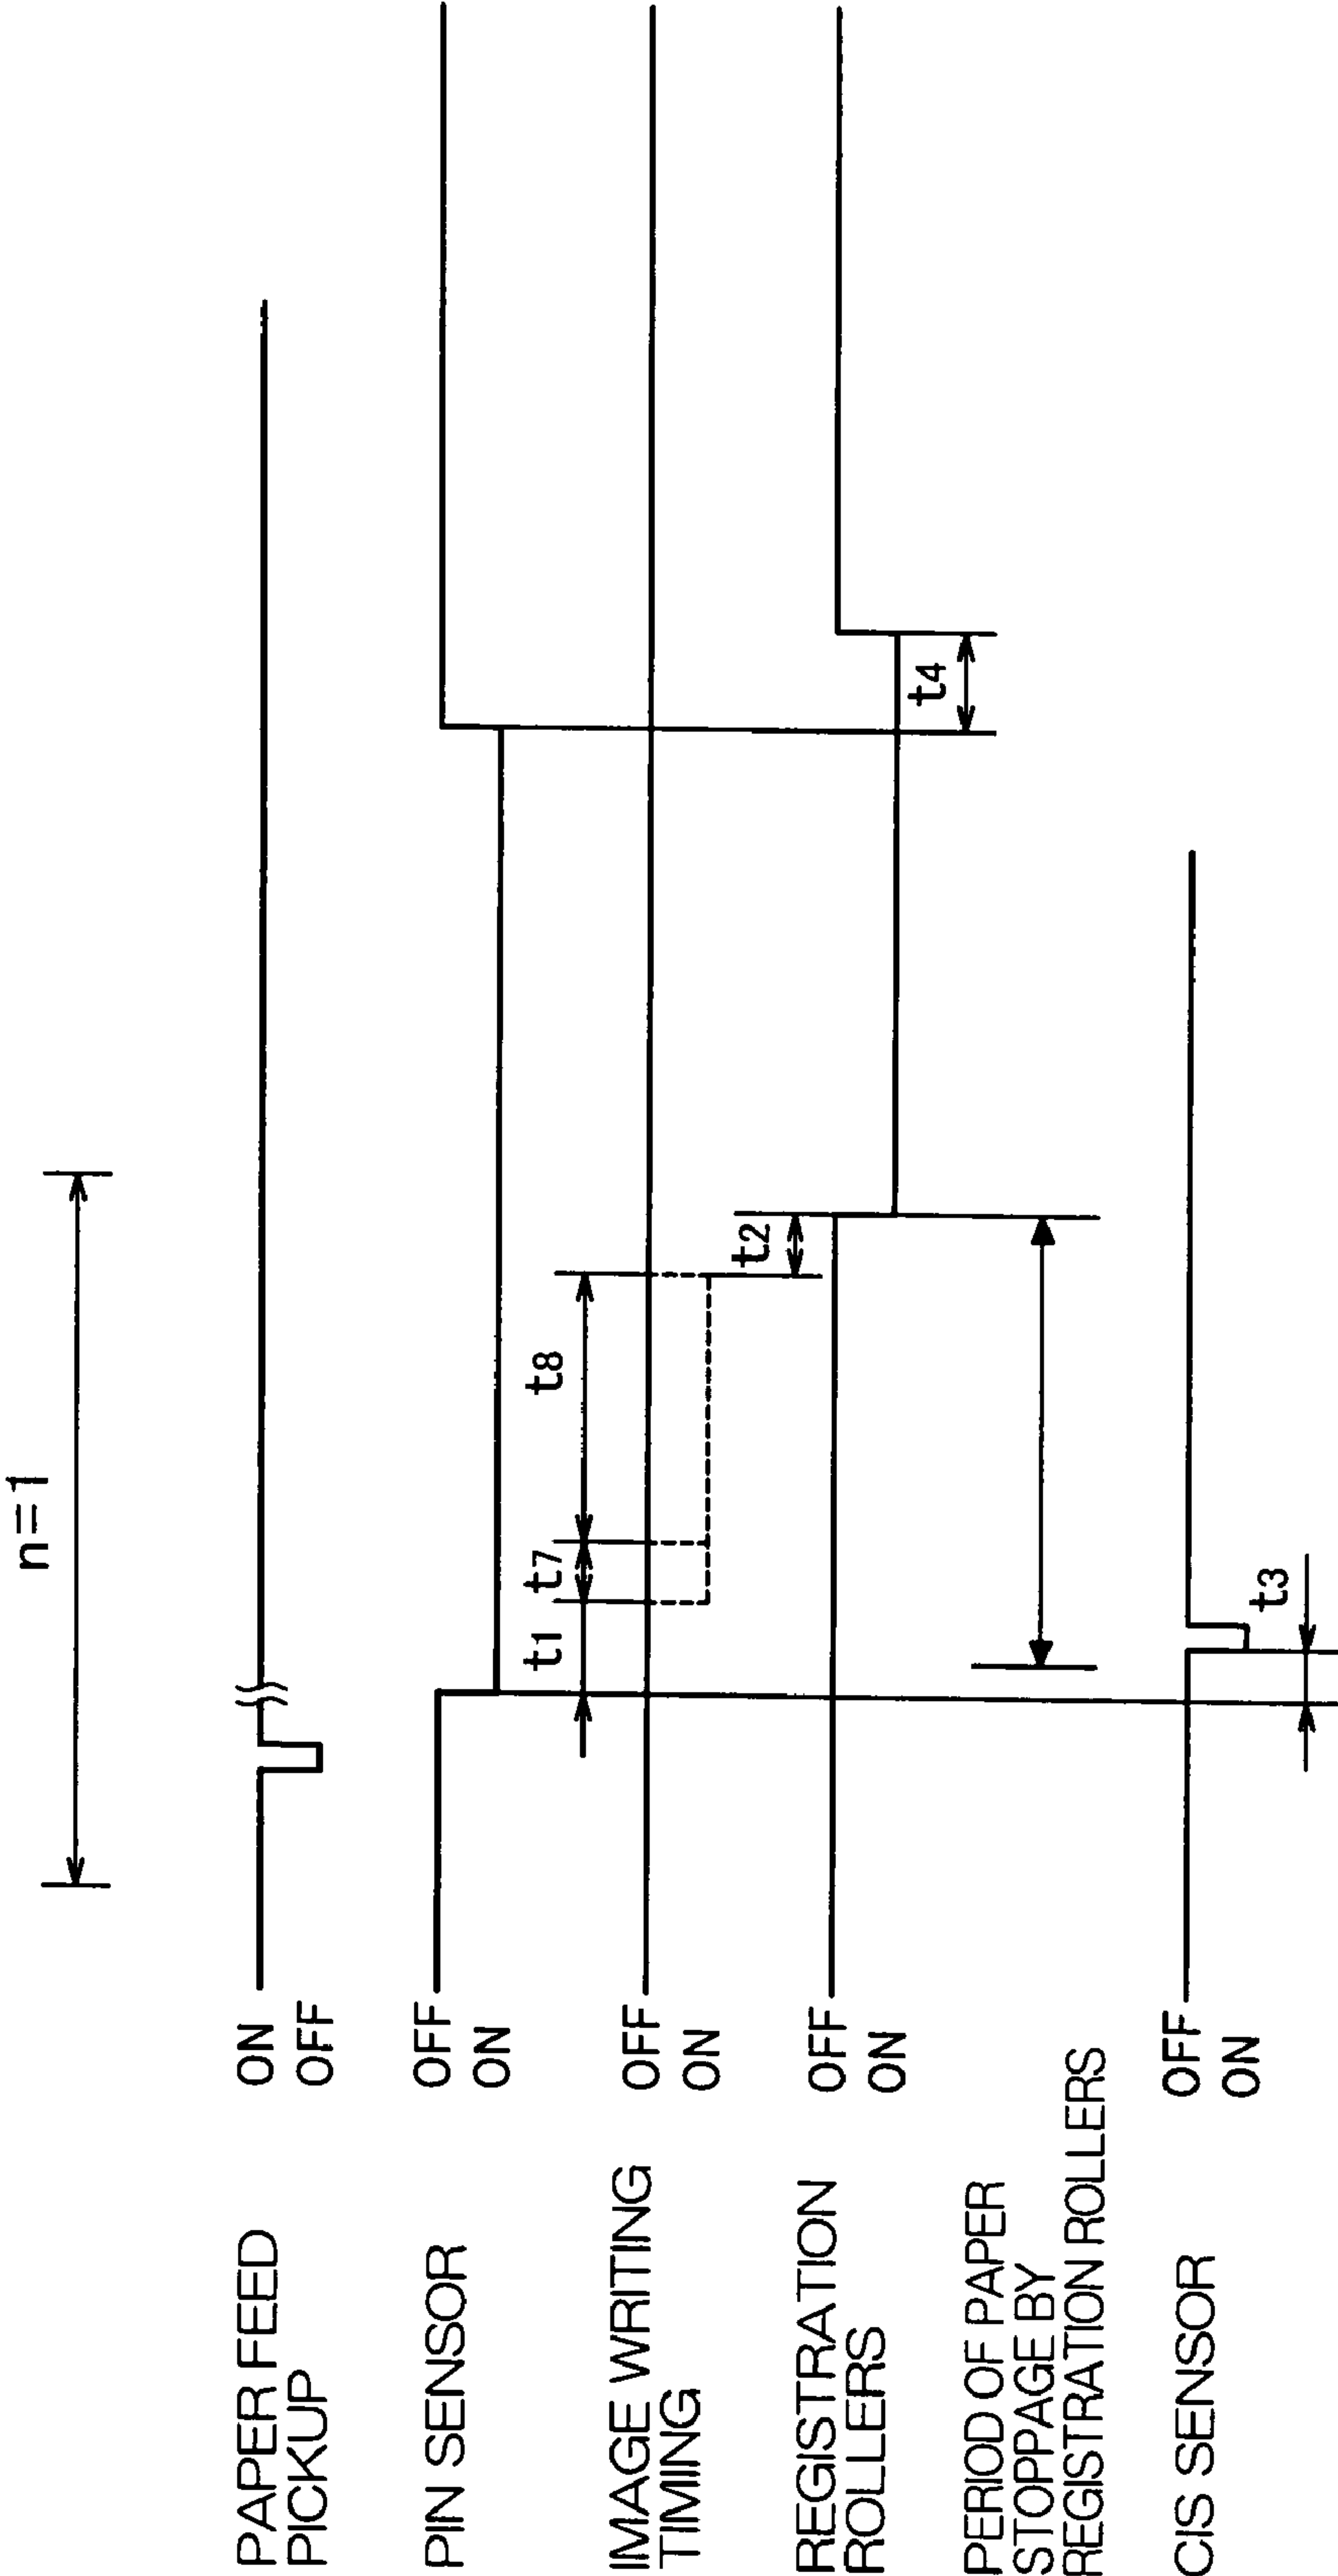 n=1
PAPER FEED
PICKUP
ON
OFF
PIN SENSOR
OFF
ON
t1
t7
t8
IMAGE WRITING
TIMING
OFF
ON
t2
REGISTRATION
ROLLERS
OFF
ON
t4
PERIOD OF PAPER
STOPPAGE BY
REGISTRATION ROLLERS
CIS SENSOR
OFF
ON
t3